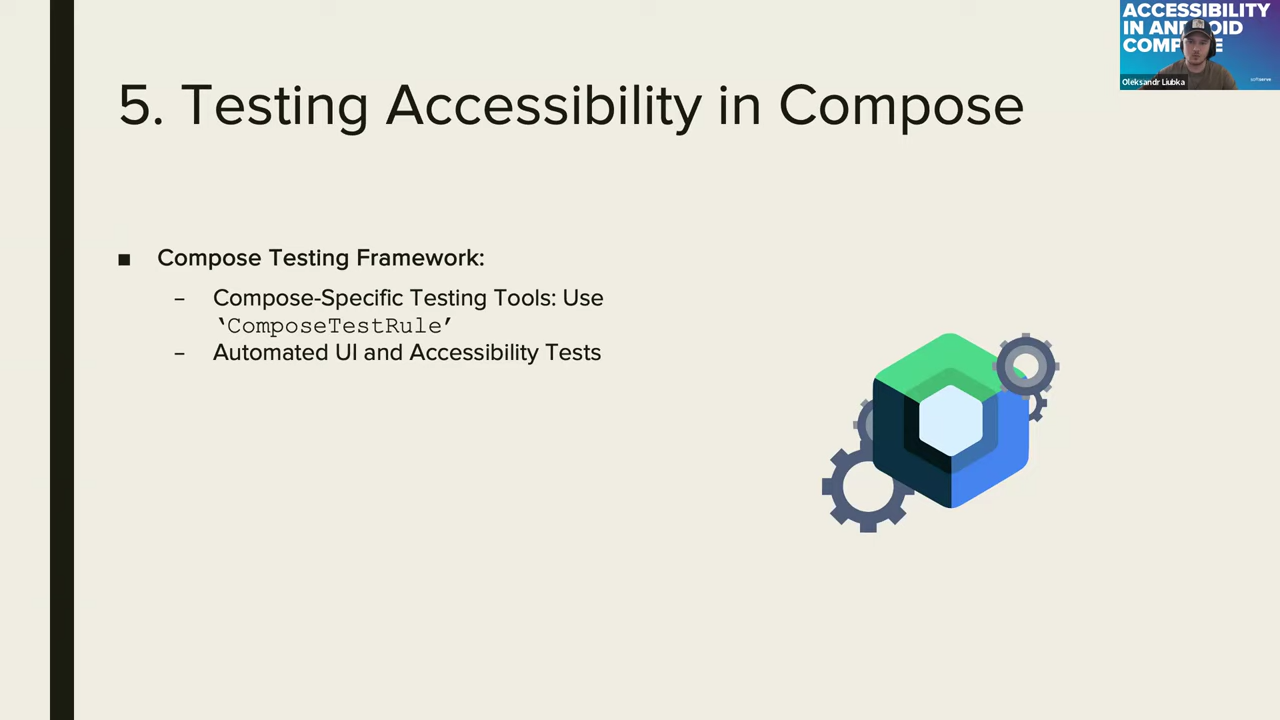 ACCESSIBILITY
IN ANDROID
COMPOSE
Oleksandr Liubka
softserve
5. Testing Accessibility in Compose
■ Compose Testing Framework:
– Compose-Specific Testing Tools: Use
‘ComposeTestRule’
– Automated UI and Accessibility Tests